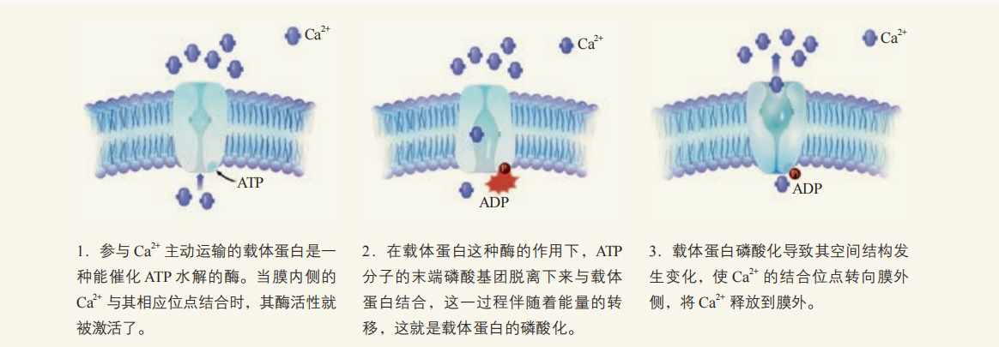 Ca²⁺
ATP
Ca²⁺
P
ADP
Ca²⁺
ADP
1．参与 Ca²⁺ 主动运输的载体蛋白是一
种能催化 ATP 水解的酶。当膜内侧的
Ca²⁺ 与其相应位点结合时，其酶活性就
被激活了。
2．在载体蛋白这种酶的作用下，ATP
分子的末端磷酸基团脱离下来与载体
蛋白结合，这一过程伴随着能量的转
移，这就是载体蛋白的磷酸化。
3．载体蛋白磷酸化导致其空间结构发
生变化，使 Ca²⁺ 的结合位点转向膜外
侧，将 Ca²⁺ 释放到膜外。